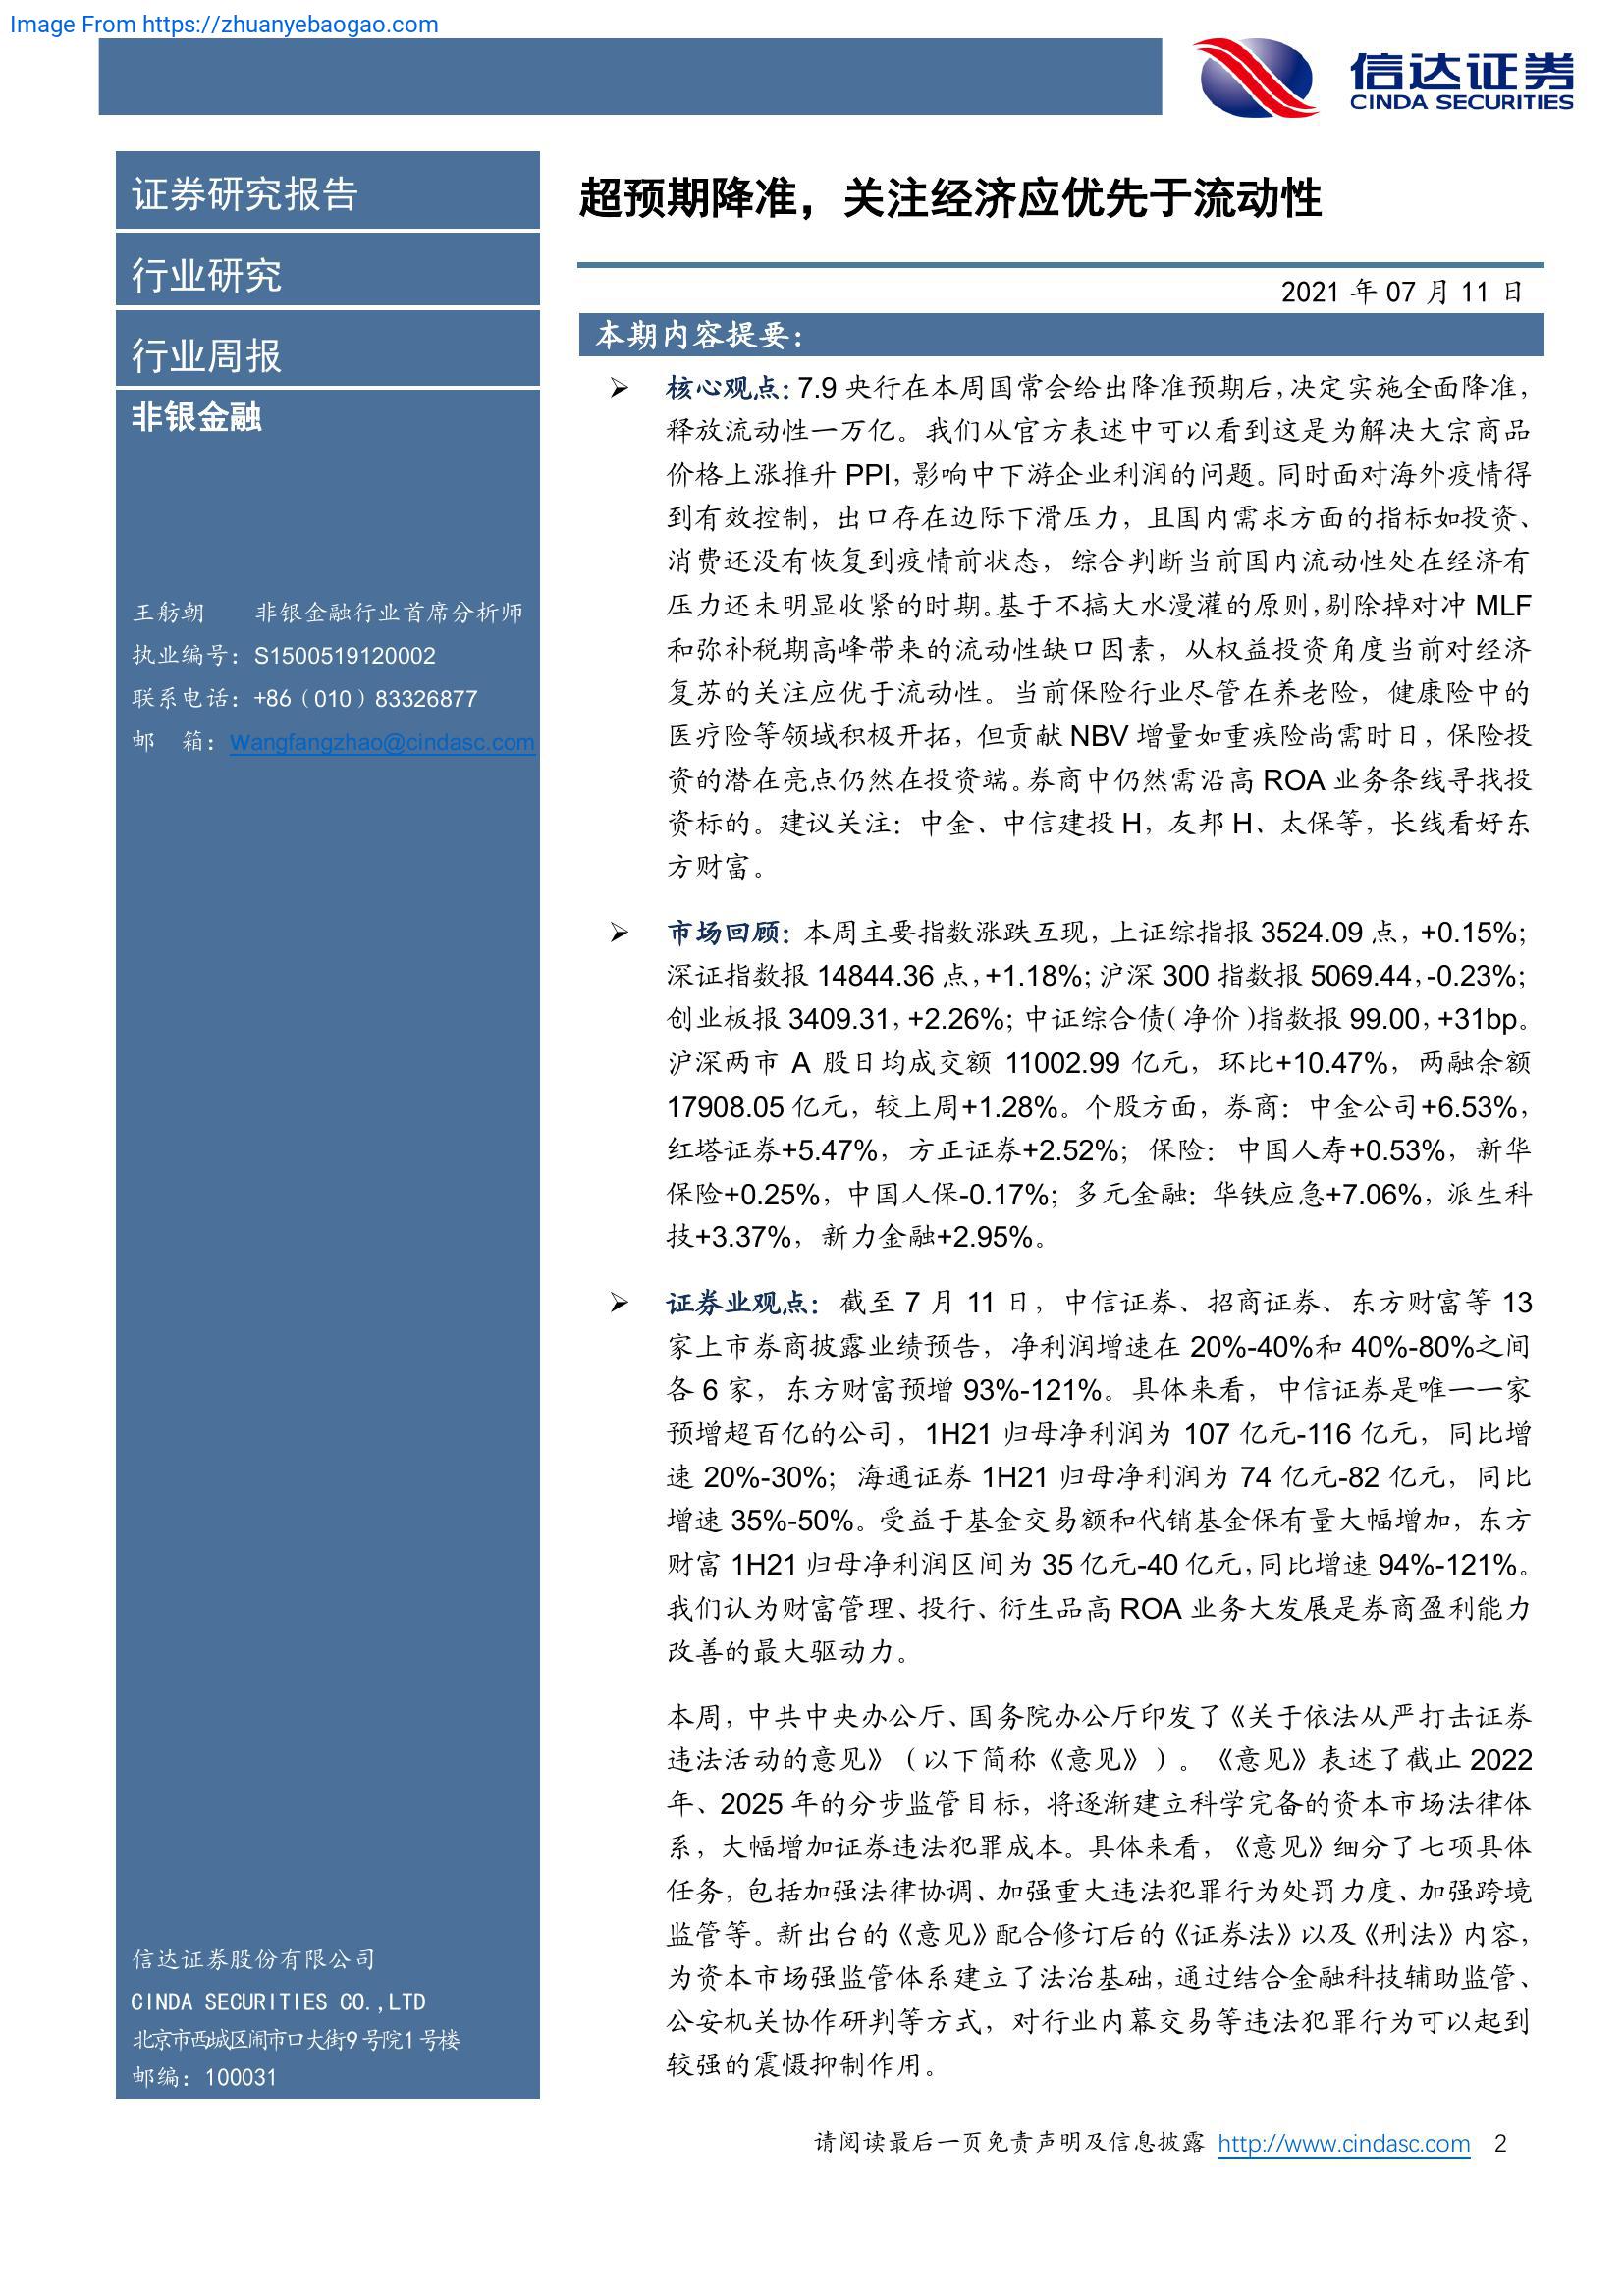 Image From https://zhuanyebaogao.com
信达证券
CINDA SECURITIES
证券研究报告
行业研究
行业周报
非银金融
王舫朝 非银金融行业首席分析师
执业编号：S1500519120002
联系电话：+86（010）83326877
邮 箱：Wangfangzhao@cindasc.com
信达证券股份有限公司
CINDA SECURITIES CO.,LTD
北京市西城区闹市口大街9号院1号楼
邮编：100031
超预期降准，关注经济应优先于流动性
2021 年 07 月 11 日
本期内容提要：
➢ 核心观点：7.9 央行在本周国常会给出降准预期后，决定实施全面降准，
释放流动性一万亿。我们从官方表述中可以看到这是为解决大宗商品
价格上涨推升 PPI，影响中下游企业利润的问题。同时面对海外疫情得
到有效控制，出口存在边际下滑压力，且国内需求方面的指标如投资、
消费还没有恢复到疫情前状态，综合判断当前国内流动性处在经济有
压力还未明显收紧的时期。基于不搞大水漫灌的原则，剔除掉对冲 MLF
和弥补税期高峰带来的流动性缺口因素，从权益投资角度当前对经济
复苏的关注应优于流动性。当前保险行业尽管在养老险，健康险中的
医疗险等领域积极开拓，但贡献 NBV 增量如重疾险尚需时日，保险投
资的潜在亮点仍然在投资端。券商中仍然需沿高 ROA 业务条线寻找投
资标的。建议关注：中金、中信建投 H，友邦 H、太保等，长线看好东
方财富。
➢ 市场回顾：本周主要指数涨跌互现，上证综指报 3524.09 点，+0.15%；
深证指数报 14844.36 点，+1.18%；沪深 300 指数报 5069.44，-0.23%；
创业板报 3409.31，+2.26%；中证综合债（净价）指数报 99.00，+31bp。
沪深两市 A 股日均成交额 11002.99 亿元，环比+10.47%，两融余额
17908.05 亿元，较上周+1.28%。个股方面，券商：中金公司+6.53%，
红塔证券+5.47%，方正证券+2.52%；保险：中国人寿+0.53%，新华
保险+0.25%，中国人保-0.17%；多元金融：华铁应急+7.06%，派生科
技+3.37%，新力金融+2.95%。
➢ 证券业观点：截至 7 月 11 日，中信证券、招商证券、东方财富等 13
家上市券商披露业绩预告，净利润增速在 20%-40%和 40%-80%之间
各 6 家，东方财富预增 93%-121%。具体来看，中信证券是唯一一家
预增超百亿的公司，1H21 归母净利润为 107 亿元-116 亿元，同比增
速 20%-30%；海通证券 1H21 归母净利润为 74 亿元-82 亿元，同比
增速 35%-50%。受益于基金交易额和代销基金保有量大幅增加，东方
财富 1H21 归母净利润区间为 35 亿元-40 亿元，同比增速 94%-121%。
我们认为财富管理、投行、衍生品高 ROA 业务大发展是券商盈利能力
改善的最大驱动力。
本周，中共中央办公厅、国务院办公厅印发了《关于依法从严打击证券
违法活动的意见》（以下简称《意见》）。《意见》表述了截止 2022
年、2025 年的分步监管目标，将逐渐建立科学完备的资本市场法律体
系，大幅增加证券违法犯罪成本。具体来看，《意见》细分了七项具体
任务，包括加强法律协调、加强重大违法犯罪行为处罚力度、加强跨境
监管等。新出台的《意见》配合修订后的《证券法》以及《刑法》内容，
为资本市场强监管体系建立了法治基础，通过结合金融科技辅助监管、
公安机关协作研判等方式，对行业内幕交易等违法犯罪行为可以起到
较强的震慑抑制作用。
请阅读最后一页免责声明及信息披露 http://www.cindasc.com 2